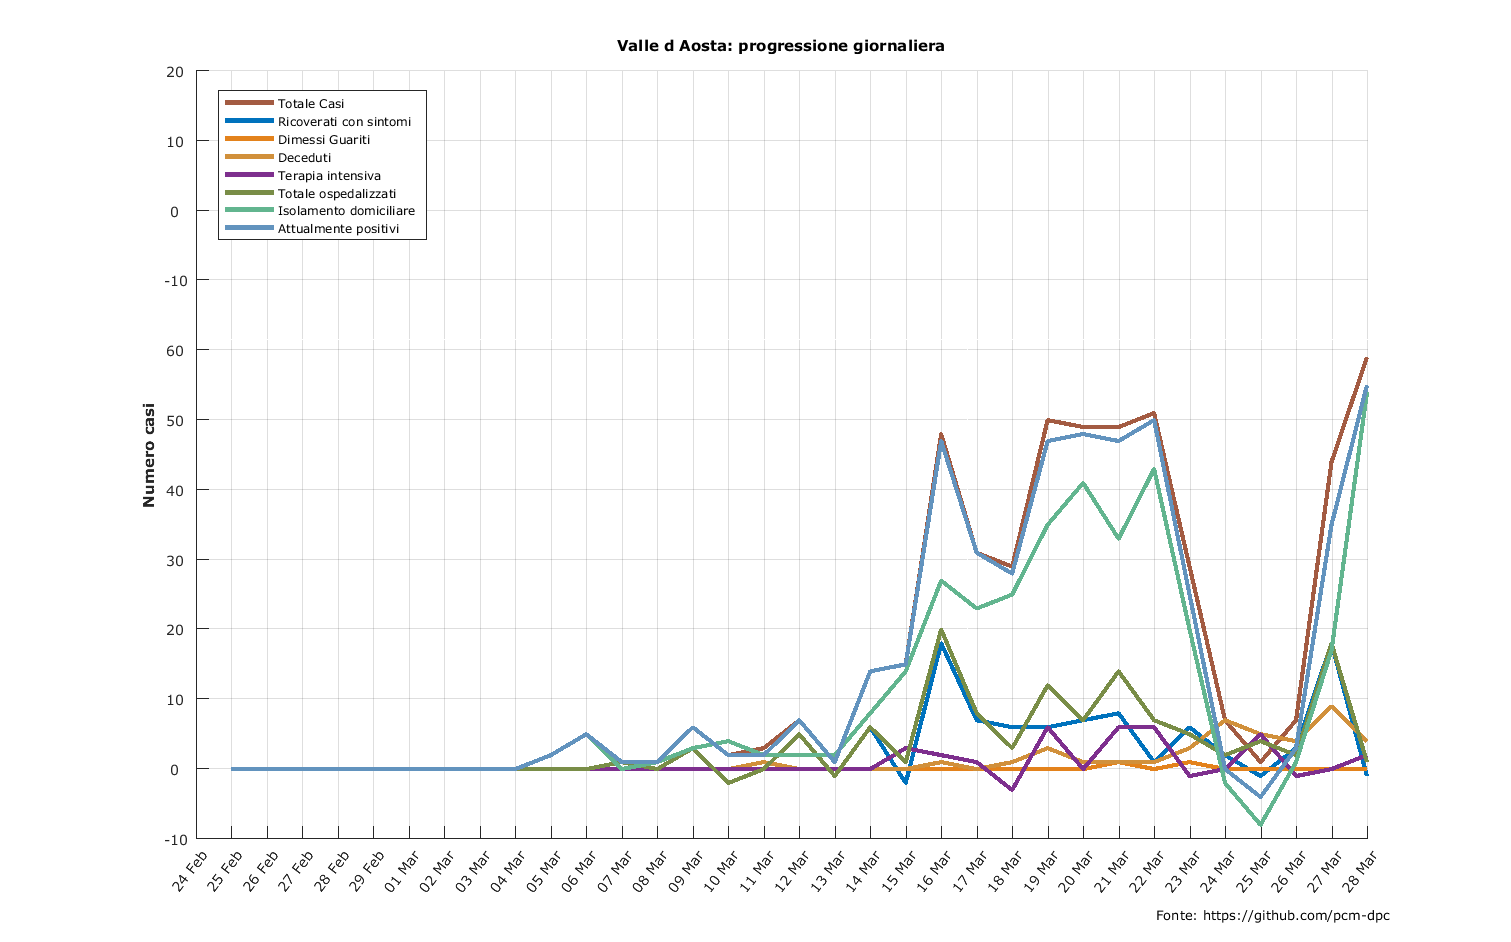 Valle d Aosta: progressione giornaliera
20
10
0
-10
60
50
40
30
20
10
0
-10
Numero casi
Totale Casi
Ricoverati con sintomi
Dimessi Guariti
Deceduti
Terapia intensiva
Totale ospedalizzati
Isolamento domiciliare
Attualmente positivi
24 Feb
25 Feb
26 Feb
27 Feb
28 Feb
29 Feb
01 Mar
02 Mar
03 Mar
04 Mar
05 Mar
06 Mar
07 Mar
08 Mar
09 Mar
10 Mar
11 Mar
12 Mar
13 Mar
14 Mar
15 Mar
16 Mar
17 Mar
18 Mar
19 Mar
20 Mar
21 Mar
22 Mar
23 Mar
24 Mar
25 Mar
26 Mar
27 Mar
28 Mar
Fonte: https://github.com/pcm-dpc